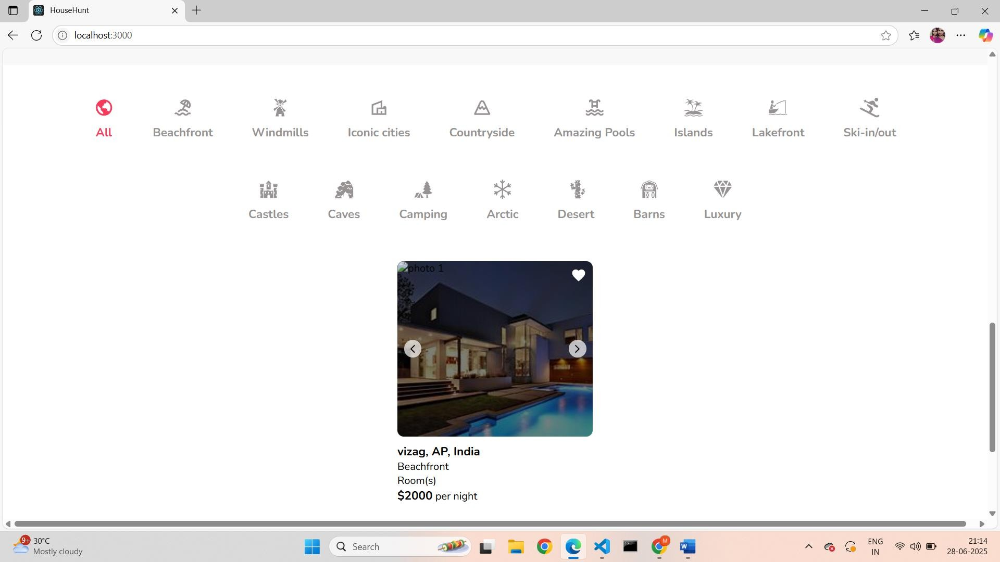 HouseHunt
localhost:3000
All
Beachfront
Windmills
Iconic cities
Countryside
Amazing Pools
Islands
Lakefront
Ski-in/out
Castles
Caves
Camping
Arctic
Desert
Barns
Luxury
photo 1
vizag, AP, India
Beachfront
Room(s)
$2000 per night
9+
30°C
Mostly cloudy
Search
M
W
ENG
IN
21:14
28-06-2025